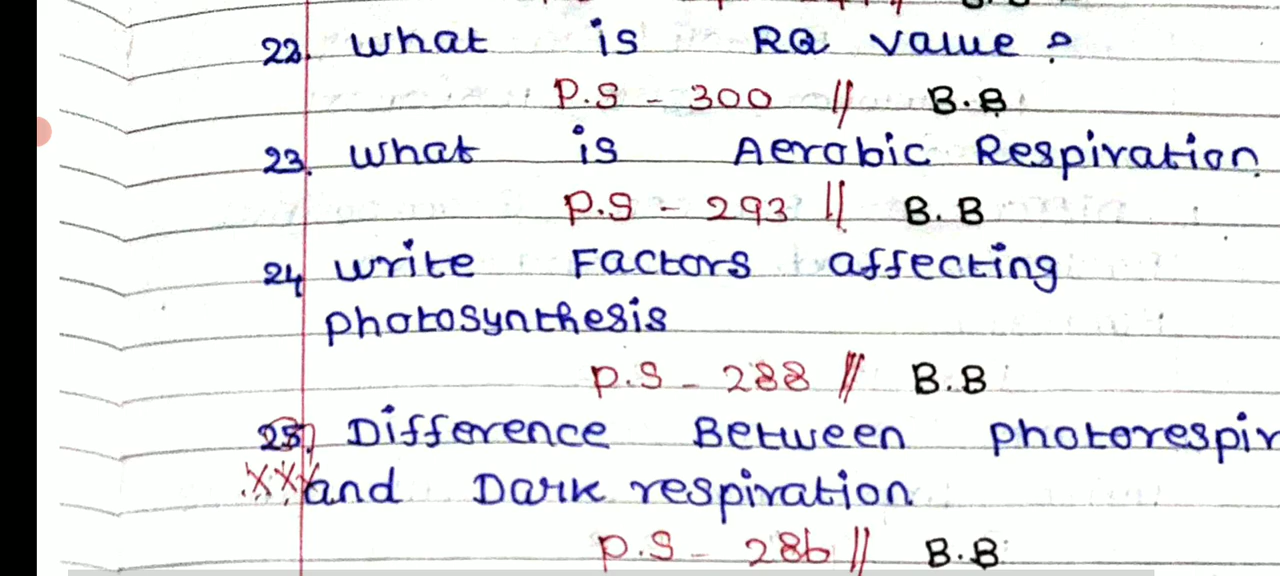 22. What is RQ value ?
P.S - 300 // B.B
23. What is Aerobic Respiration.
P.S - 293 // B.B
24 Write Factors affecting
photosynthesis
P.S - 288 // B.B
25) Difference Between photorespir
XXX and Dark respiration
P.S - 286 // B.B